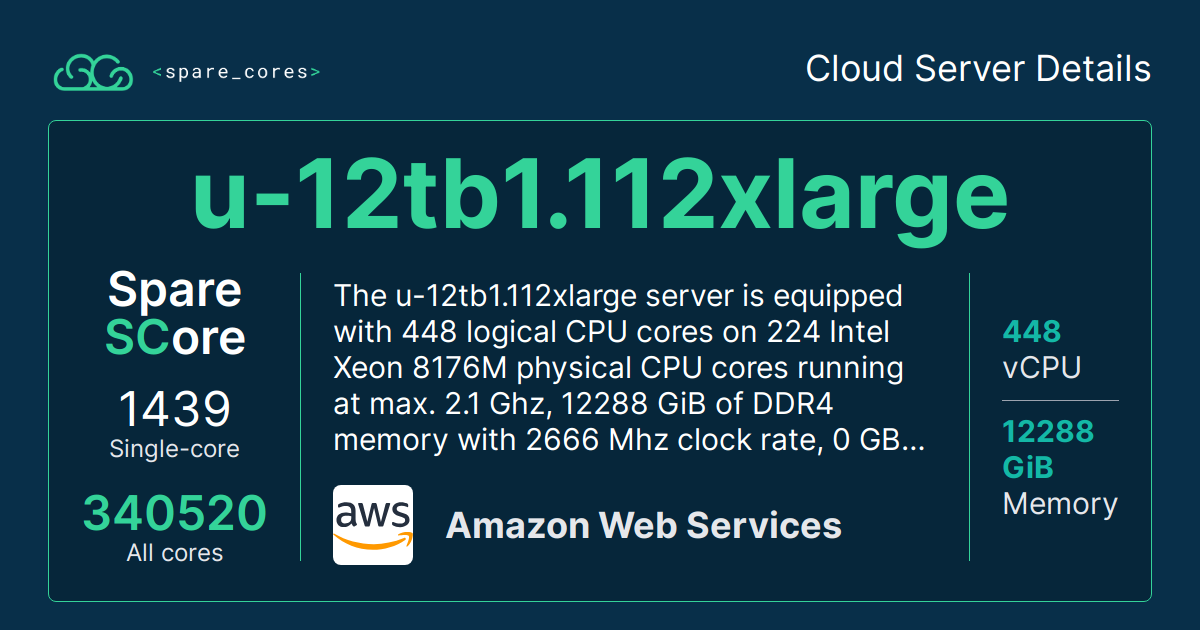 <spare_cores>
Cloud Server Details
u-12tb1.112xlarge
Spare
SCore
1439
Single-core
340520
All cores
The u-12tb1.112xlarge server is equipped
with 448 logical CPU cores on 224 Intel
Xeon 8176M physical CPU cores running
at max. 2.1 Ghz, 12288 GiB of DDR4
memory with 2666 Mhz clock rate, 0 GB...
aws
Amazon Web Services
448
vCPU
12288
GiB
Memory